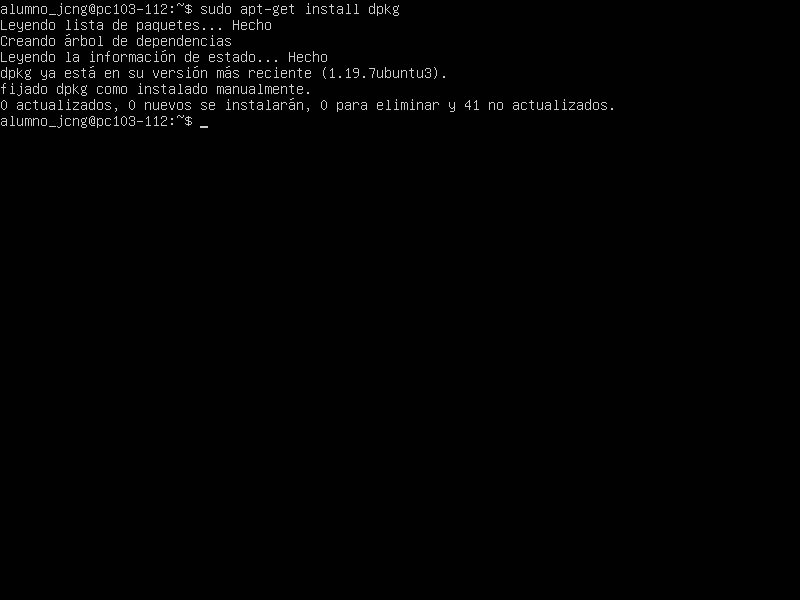 alumno_jcng@pc103-112:~$ sudo apt-get install dpkg
Leyendo lista de paquetes... Hecho
Creando árbol de dependencias
Leyendo la información de estado... Hecho
dpkg ya está en su versión más reciente (1.19.7ubuntu3).
fijado dpkg como instalado manualmente.
0 actualizados, 0 nuevos se instalarán, 0 para eliminar y 41 no actualizados.
alumno_jcng@pc103-112:~$ _